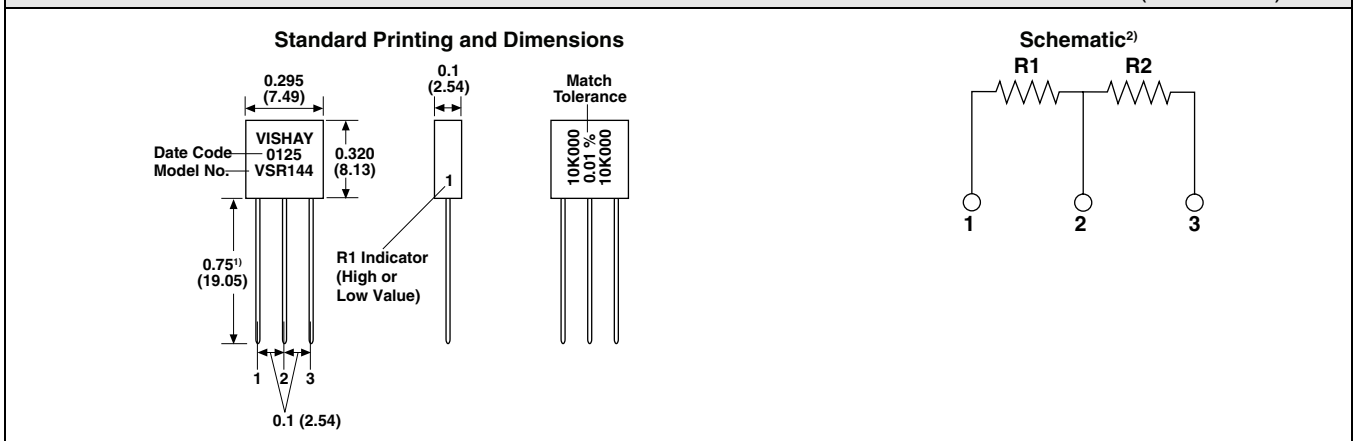 Standard Printing and Dimensions
0.295
(7.49)
VISHAY
0125
VSR144
Date Code
Model No.
0.320
(8.13)
0.75¹⁾
(19.05)
1 2 3
0.1 (2.54)
0.1
(2.54)
1
R1 Indicator
(High or
Low Value)
Match
Tolerance
10K000
0.01 %
10K000
Schematic²⁾
R1 R2
1 2 3